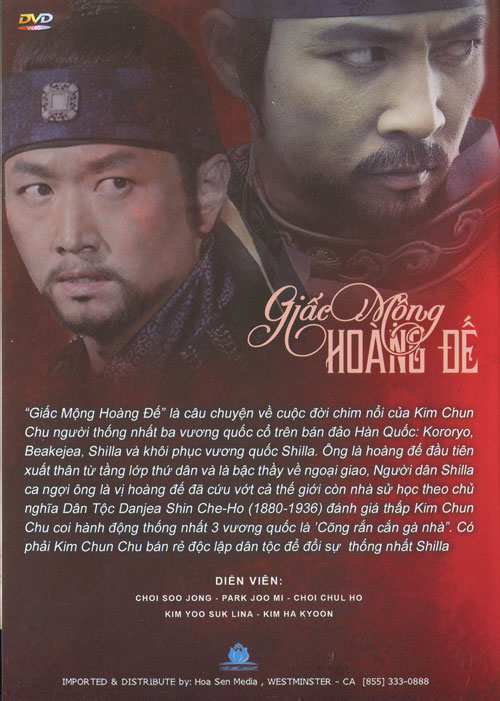 DVD
VIDEO
Giấc Mộng
HOÀNG ĐẾ
"Giấc Mộng Hoàng Đế" là câu chuyện về cuộc đời chìm nổi của Kim Chun
Chu người thống nhất ba vương quốc cổ trên bán đảo Hàn Quốc: Kororyo,
Beakejea, Shilla và khôi phục vương quốc Shilla. Ông là hoàng đế đầu tiên
xuất thân từ tầng lớp thứ dân và là bậc thầy về ngoại giao, Người dân Shilla
ca ngợi ông là vị hoàng đế đã cứu vớt cả thế giới còn nhà sử học theo chủ
nghĩa Dân Tộc Danjea Shin Che-Ho (1880-1936) đánh giá thấp Kim Chun
Chu coi hành động thống nhất 3 vương quốc là 'Cõng rắn cắn gà nhà". Có
phải Kim Chun Chu bán rẻ độc lập dân tộc để đổi sự thống nhất Shilla
DIÊN VIÊN:
CHOI SOO JONG - PARK JOO MI - CHOI CHUL HO
KIM YOO SUK LINA - KIM HA KYOON
IMPORTED & DISTRIBUTE by: Hoa Sen Media , WESTMINSTER - CA [855] 333-0888